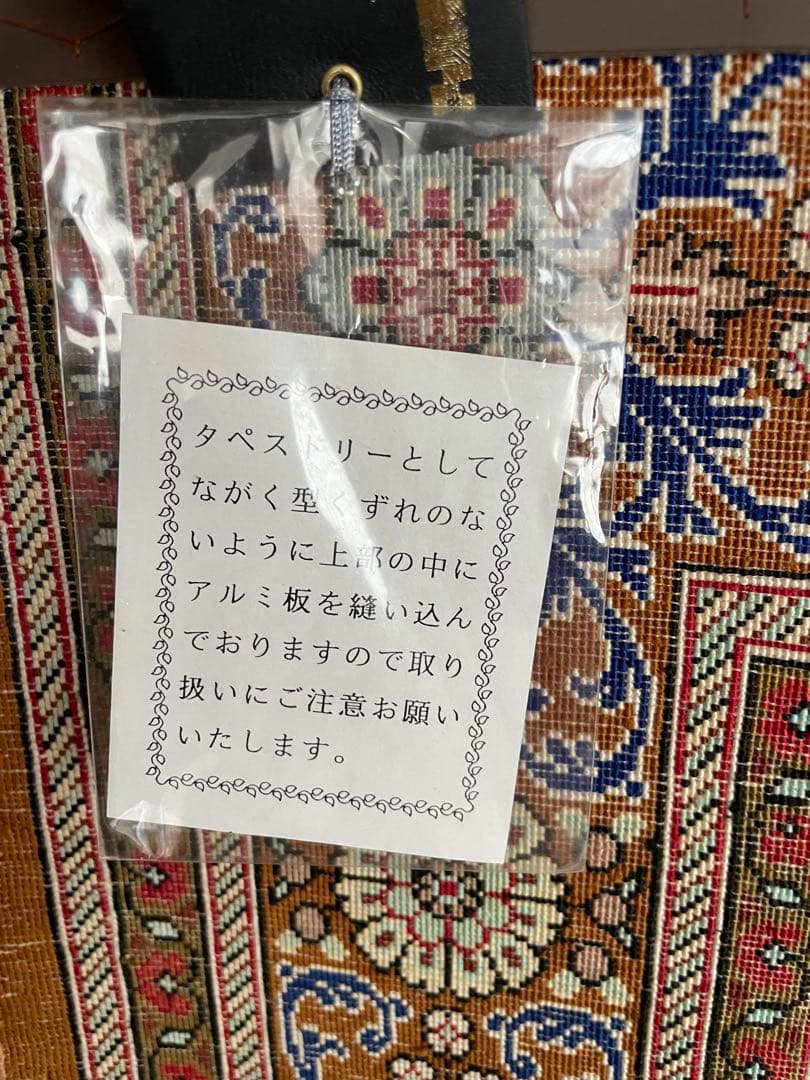 タペストリーとして
ながく型くずれのな
いように上部の中に
アルミ板を縫い込ん
でおりますので取り
扱いにご注意お願い
いたします。